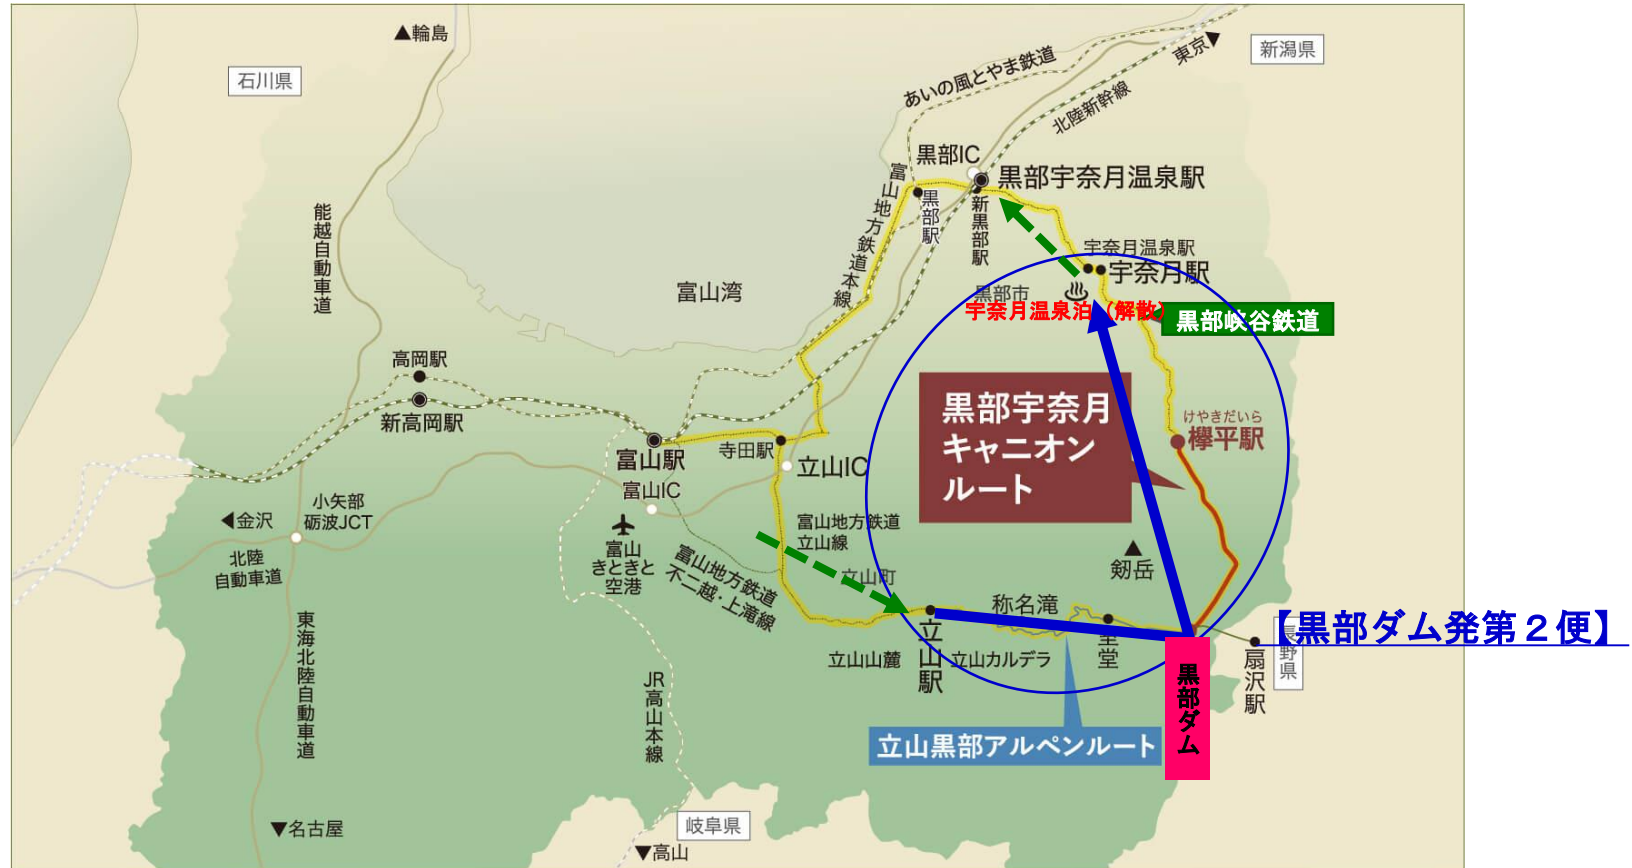 ▲輪島
石川県
新潟県
東京▶
あいの風とやま鉄道
北陸新幹線
黒部IC
黒部宇奈月温泉駅
富山地方鉄道本線
黒部駅
新黒部駅
能越自動車道
宇奈月温泉駅
宇奈月駅
富山湾
黒部市
宇奈月温泉泊（解散）
黒部峡谷鉄道
高岡駅
新高岡駅
黒部宇奈月
キャニオン
ルート
けやきだいら
欅平駅
富山駅
寺田駅
立山IC
富山IC
小矢部
砺波JCT
◀金沢
北陸
自動車道
富山
きときと
空港
富山地方鉄道
立山線
富山地方鉄道
不二越・上滝線
立山町
▲
剱岳
称名滝
東海北陸自動車道
立山山麓
立山駅
立山カルデラ
室堂
【黒部ダム発第２便】
長野県
扇沢駅
黒部ダム
JR高山本線
立山黒部アルペンルート
▼名古屋
岐阜県
▼高山